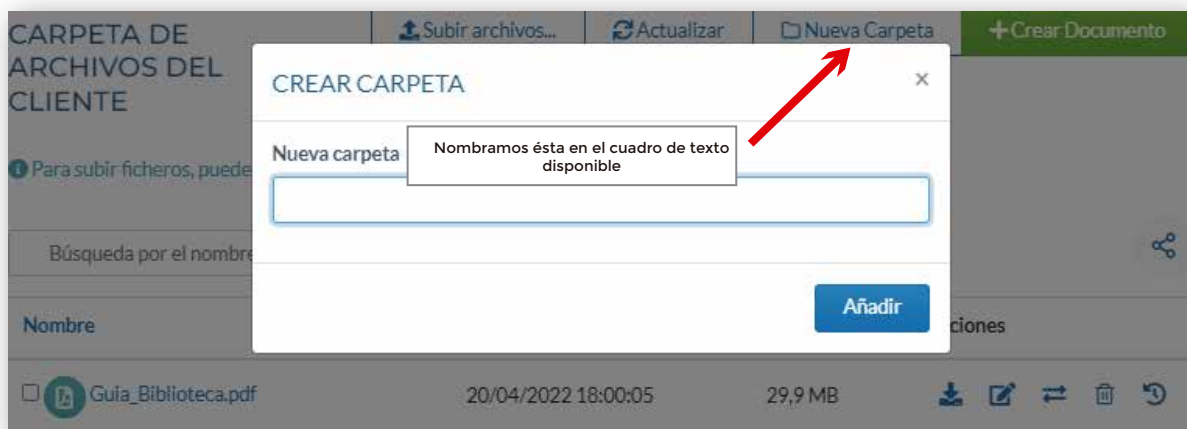 CARPETA DE
ARCHIVOS DEL
CLIENTE
Subir archivos...
Actualizar
Nueva Carpeta
+Crear Documento
CREAR CARPETA
×
Nueva carpeta
Nombramos ésta en el cuadro de texto
disponible
Para subir ficheros, puede
Búsqueda por el nombre
Añadir
Nombre
ciones
Guia_Biblioteca.pdf
20/04/2022 18:00:05
29,9 MB